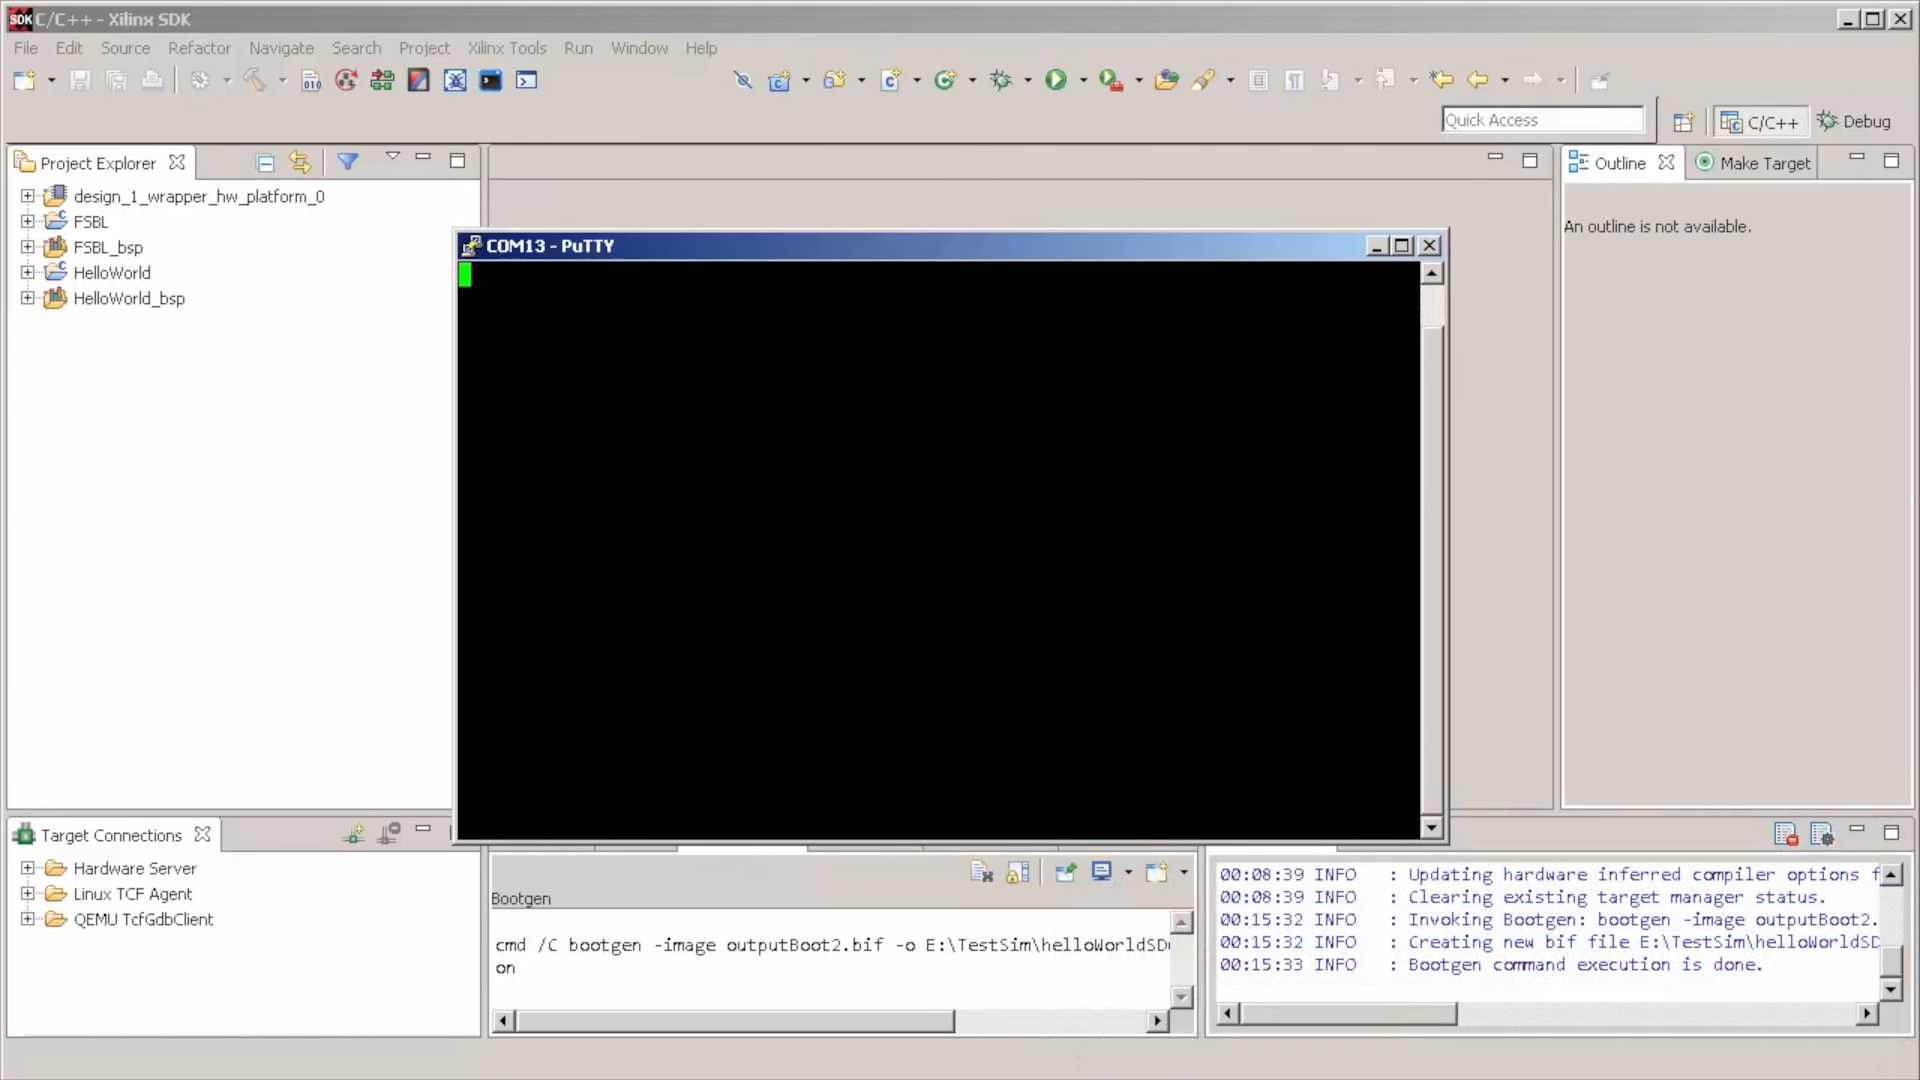 SDK C/C++ - Xilinx SDK
File Edit Source Refactor Navigate Search Project Xilinx Tools Run Window Help
010
Quick Access
C/C++
Debug
Project Explorer
Outline
Make Target
design_1_wrapper_hw_platform_0
FSBL
FSBL_bsp
HelloWorld
HelloWorld_bsp
An outline is not available.
COM13 - PuTTY
Target Connections
Hardware Server
Linux TCF Agent
QEMU TcfGdbClient
Bootgen
cmd /C bootgen -image outputBoot2.bif -o E:\TestSim\helloWorldSD
on
00:08:39 INFO : Updating hardware inferred compiler options f
00:08:39 INFO : Clearing existing target manager status.
00:15:32 INFO : Invoking Bootgen: bootgen -image outputBoot2.
00:15:32 INFO : Creating new bif file E:\TestSim\helloWorldSD
00:15:33 INFO : Bootgen command execution is done.